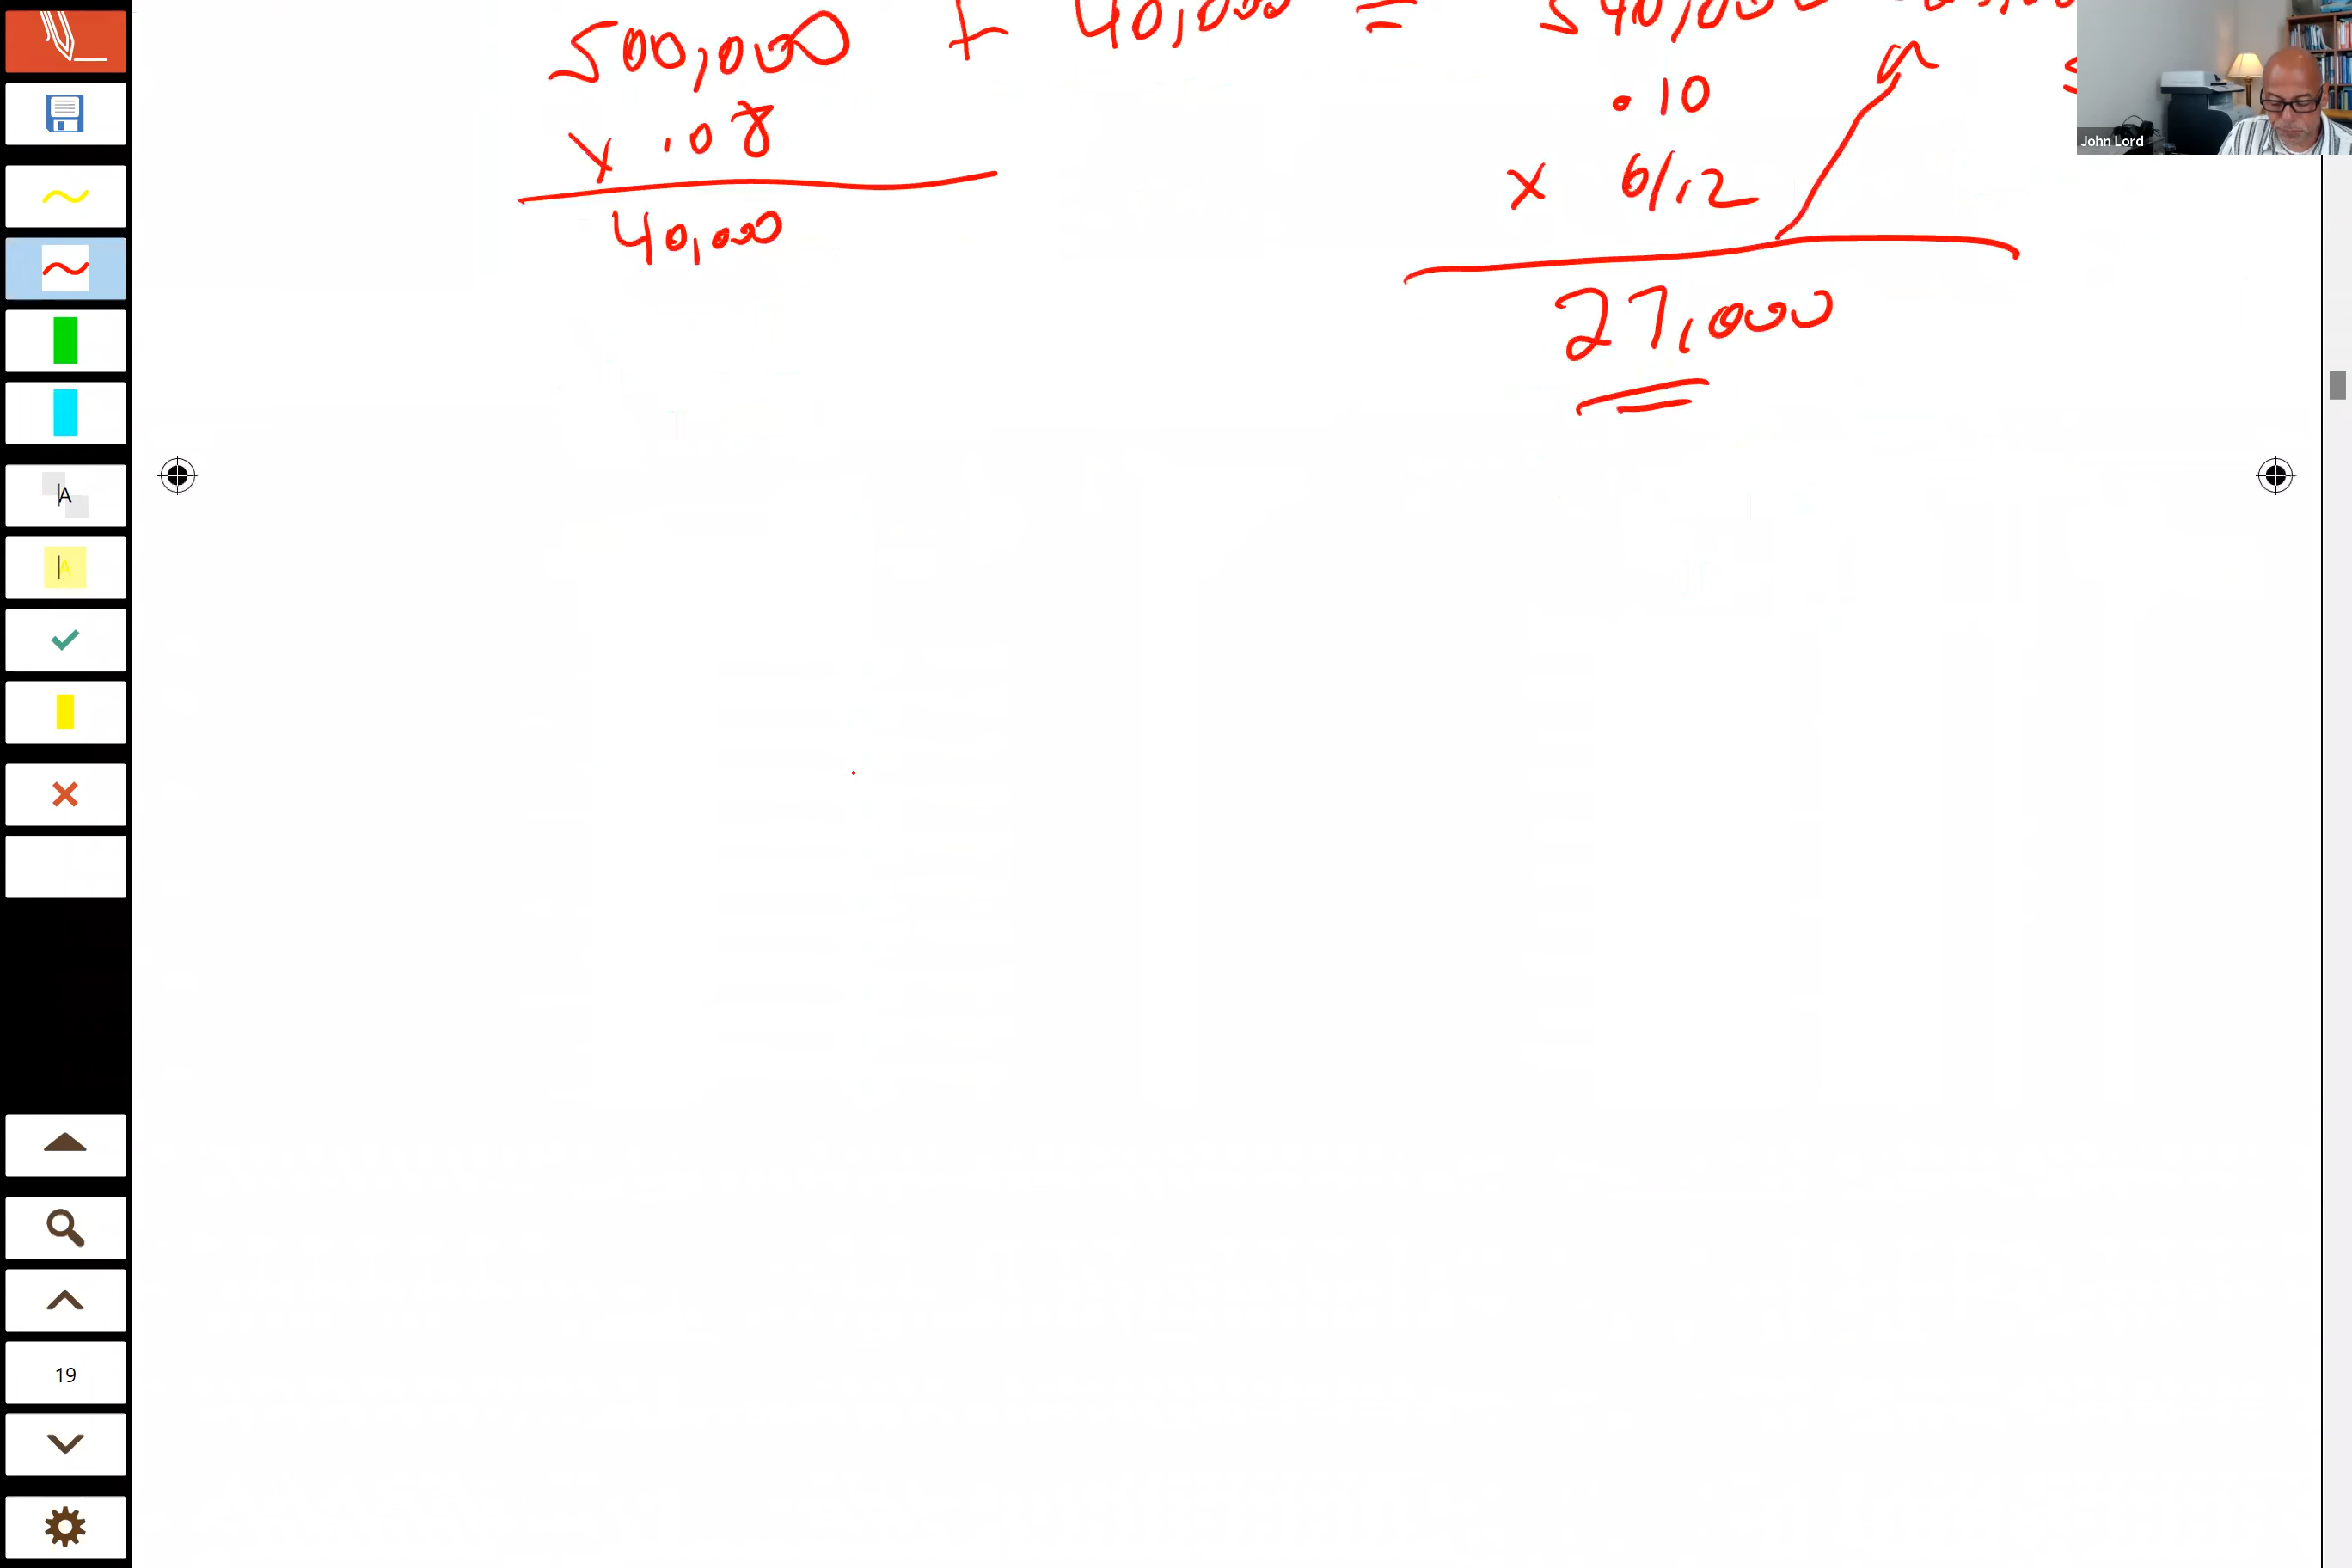 500,000 + 40,000 = 540,000
.10
x .08
x 6/12
John Lord
40,000
27,000
A
A
19